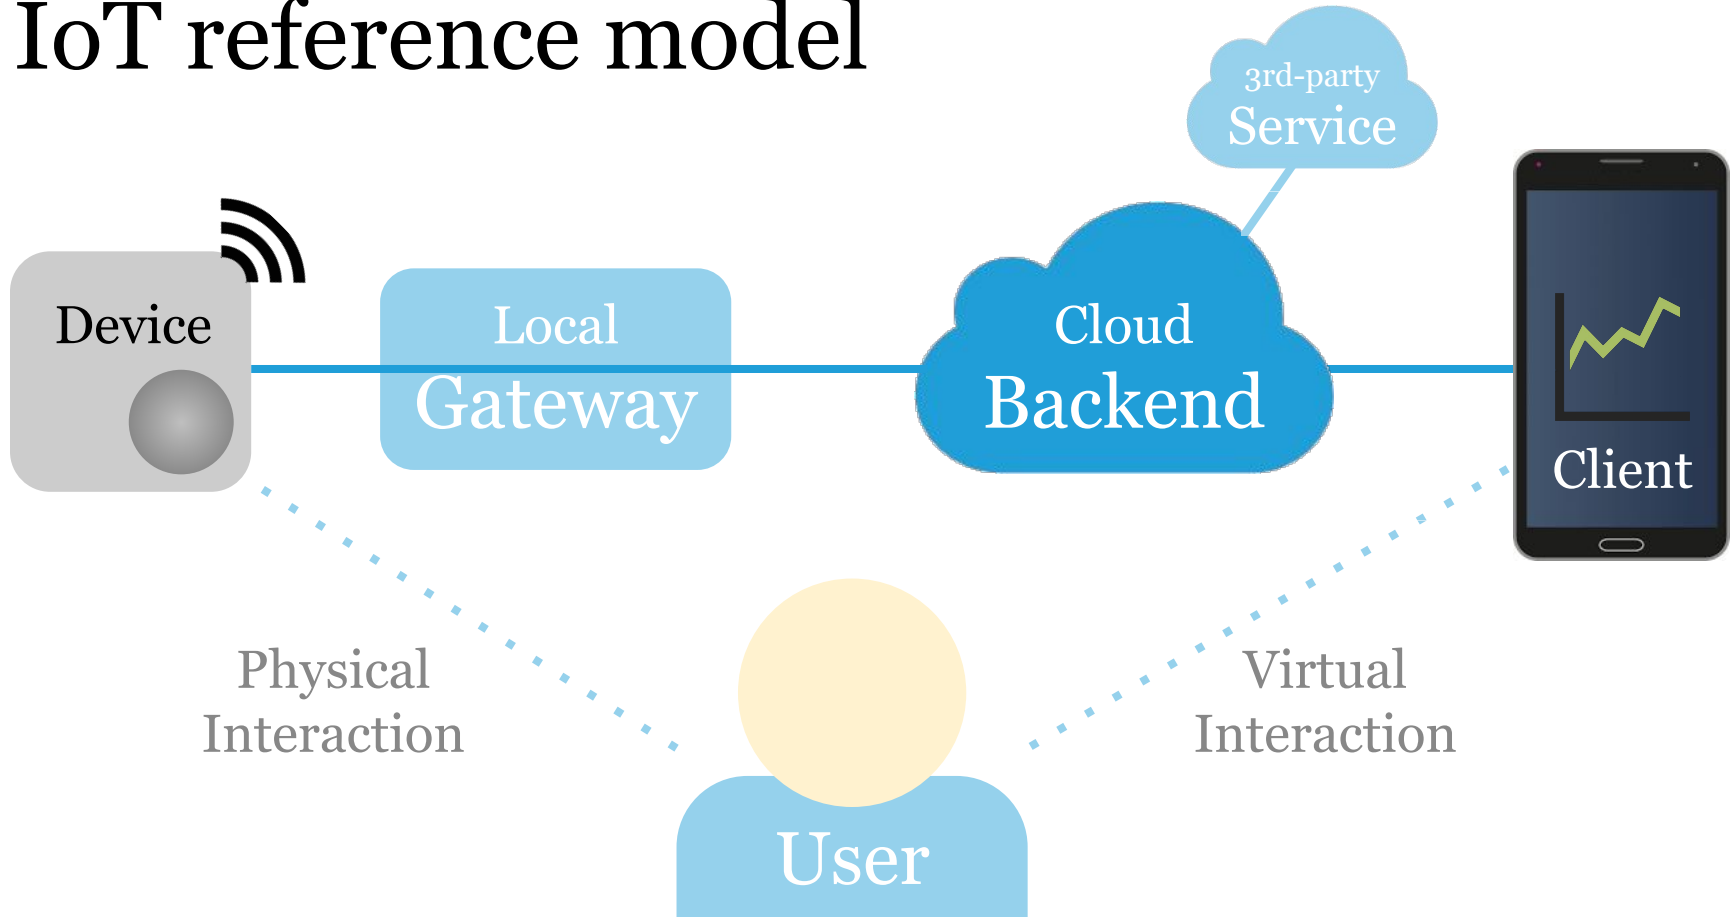 IoT reference model
3rd-party
Service
Device
Local
Gateway
Cloud
Backend
Client
Physical
Interaction
Virtual
Interaction
User